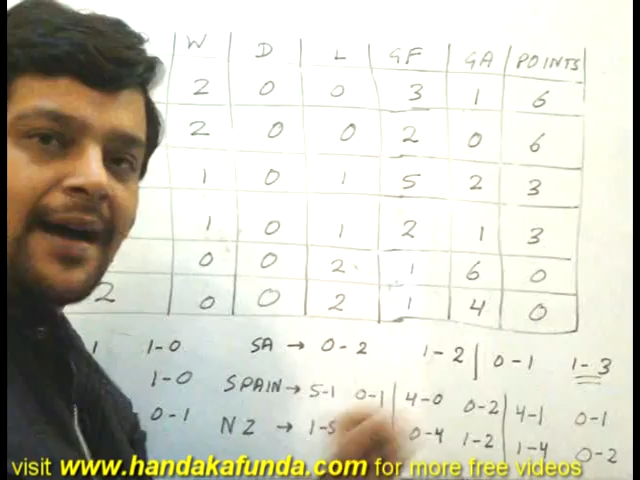 W D L GF GA POINTS
2 0 0 3 1 6
2 0 0 2 0 6
1 0 1 5 2 3
1 0 1 2 1 3
0 0 2 1 6 0
2 0 0 2 1 4 0
1 1-0 SA → 0-2 1-2 0-1 1-3
1-0 SPAIN → 5-1 0-1 4-0 0-2 4-1 0-1
0-1 NZ → 1-5 0-4 1-2 1-4 0-2
visit www.handakafunda.com for more free videos